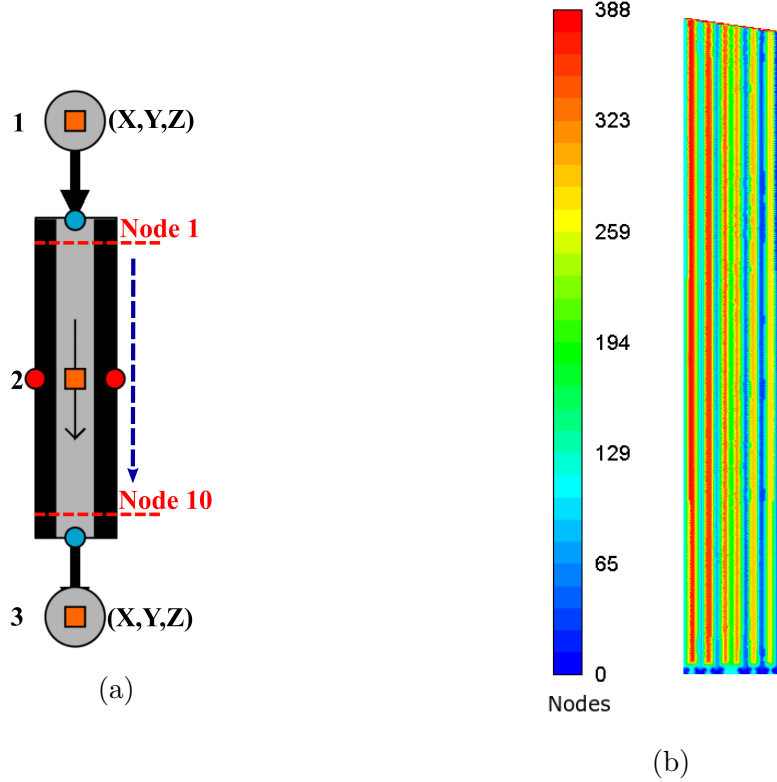 1 (X,Y,Z)
Node 1
2
Node 10
3 (X,Y,Z)
(a)
388
323
259
194
129
65
0
Nodes
(b)